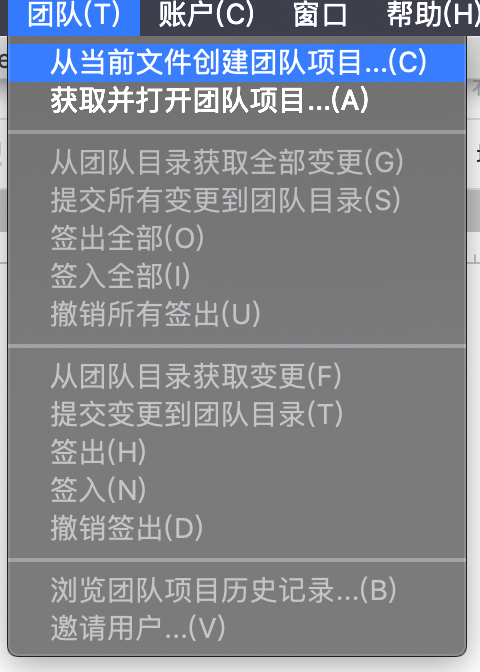 团队(T) 账户(C) 窗口 帮助(H)
从当前文件创建团队项目...(C)
获取并打开团队项目...(A)
从团队目录获取全部变更(G)
提交所有变更到团队目录(S)
签出全部(O)
签入全部(I)
撤销所有签出(U)
从团队目录获取变更(F)
提交变更到团队目录(T)
签出(H)
签入(N)
撤销签出(D)
浏览团队项目历史记录...(B)
邀请用户...(V)